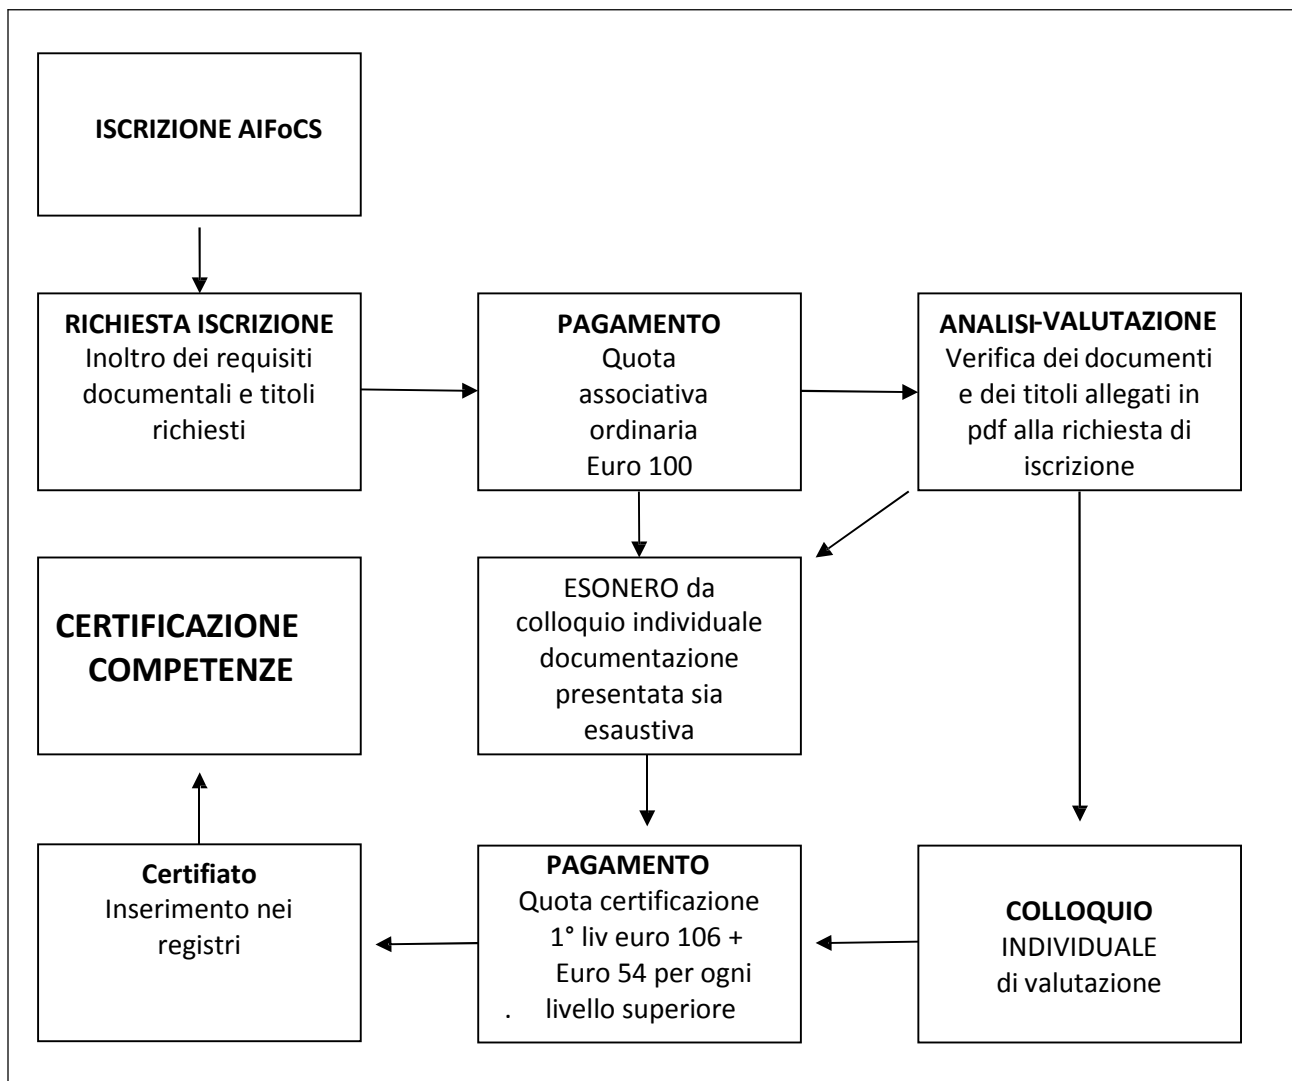 ISCRIZIONE AIFoCS
RICHIESTA ISCRIZIONE
Inoltro dei requisiti
documentali e titoli
richiesti
PAGAMENTO
Quota
associativa
ordinaria
Euro 100
ANALISI-VALUTAZIONE
Verifica dei documenti
e dei titoli allegati in
pdf alla richiesta di
iscrizione
CERTIFICAZIONE
COMPETENZE
ESONERO da
colloquio individuale
documentazione
presentata sia
esaustiva
Certifiato
Inserimento nei
registri
PAGAMENTO
Quota certificazione
1° liv euro 106 +
Euro 54 per ogni
. livello superiore
COLLOQUIO
INDIVIDUALE
di valutazione